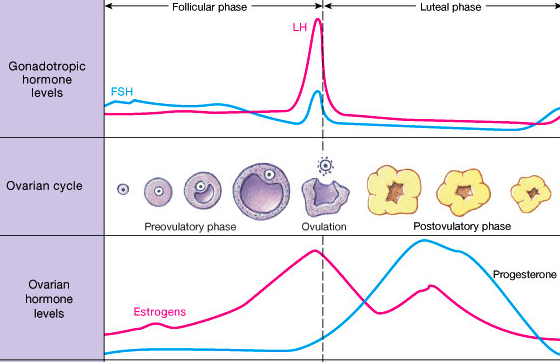 Follicular phase
Luteal phase
LH
Gonadotropic
hormone
levels
FSH
Ovarian cycle
Preovulatory phase
Ovulation
Postovulatory phase
Progesterone
Ovarian
hormone
levels
Estrogens